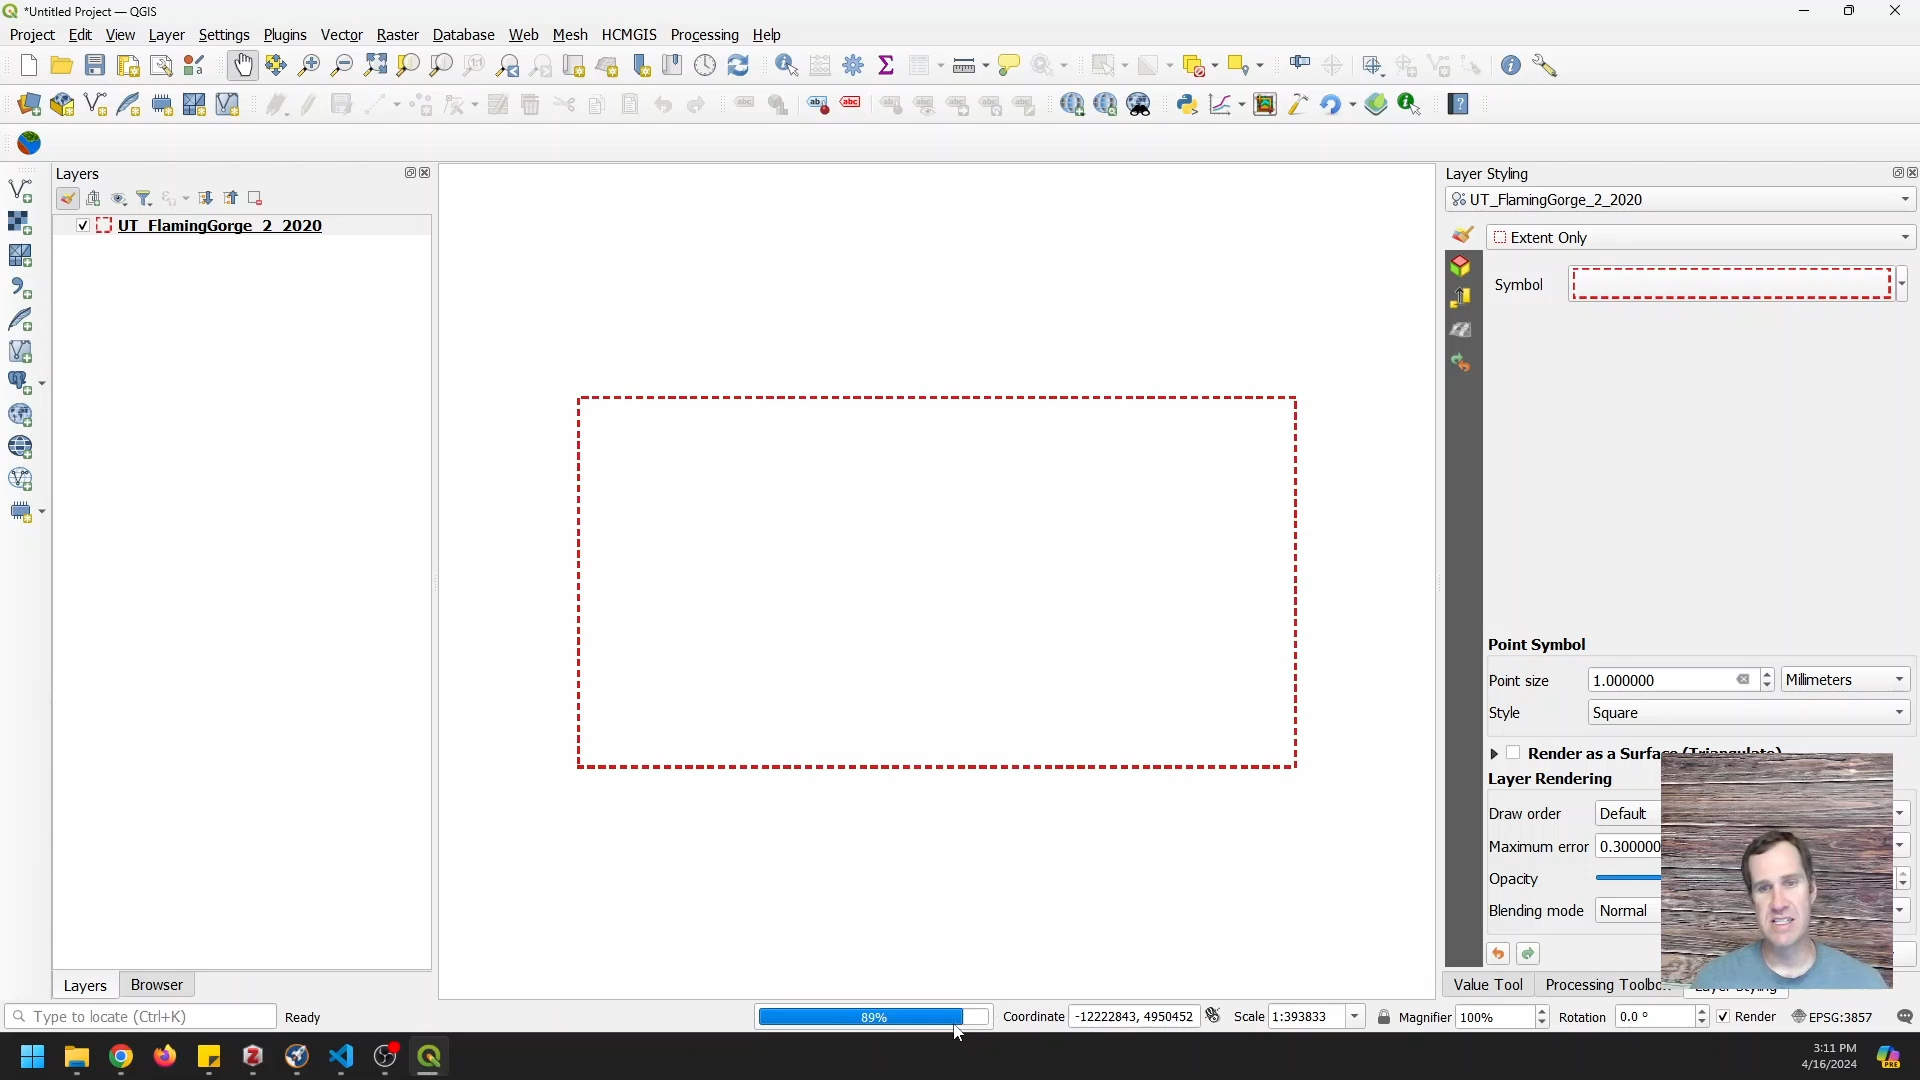 *Untitled Project — QGIS
Project Edit View Layer Settings Plugins Vector Raster Database Web Mesh HCMGIS Processing Help
Layers
UT_FlamingGorge_2_2020
Layers Browser
Layer Styling
UT_FlamingGorge_2_2020
Extent Only
Symbol
Point Symbol
Point size 1.000000 Millimeters
Style Square
Render as a Surface (Triangulate)
Layer Rendering
Draw order Default
Maximum error 0.300000
Opacity
Blending mode Normal
Value Tool Processing Toolbo Layer Styling
Type to locate (Ctrl+K) Ready 89% Coordinate -12222843, 4950452 Scale 1:393833 Magnifier 100% Rotation 0.0 ° Render EPSG:3857
3:11 PM
4/16/2024